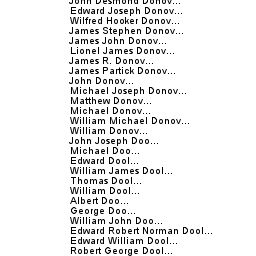 John Desmond Donov...
Edward Joseph Donov...
Wilfred Hooker Donov...
James Stephen Donov...
James John Donov...
Lionel James Donov...
James R. Donov...
James Partick Donov...
John Donov...
Michael Joseph Donov...
Matthew Donov...
Michael Donov...
William Michael Donov...
William Donov...
John Joseph Doo...
Michael Doo...
Edward Dool...
William James Dool...
Thomas Dool...
William Dool...
Albert Doo...
George Doo...
William John Doo...
Edward Robert Norman Dool...
Edward William Dool...
Robert George Dool...